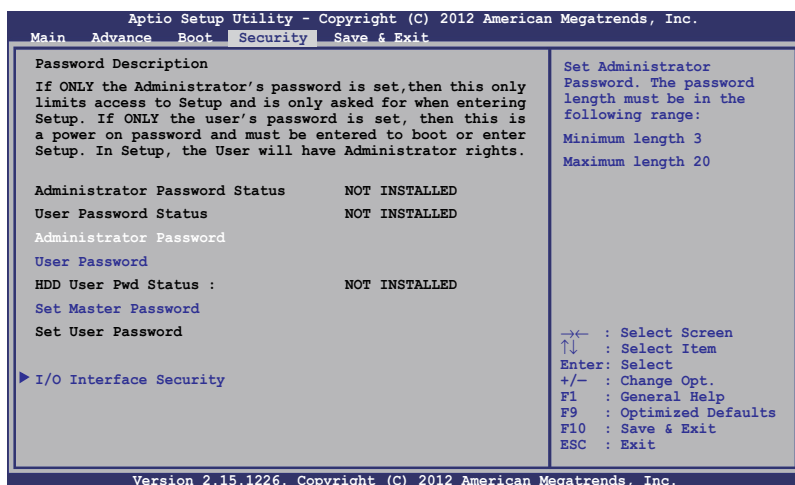 Aptio Setup Utility - Copyright (C) 2012 American Megatrends, Inc.
Main Advance Boot Security Save & Exit
Password Description
If ONLY the Administrator's password is set,then this only
limits access to Setup and is only asked for when entering
Setup. If ONLY the user's password is set, then this is
a power on password and must be entered to boot or enter
Setup. In Setup, the User will have Administrator rights.
Administrator Password Status NOT INSTALLED
User Password Status NOT INSTALLED
Administrator Password
User Password
HDD User Pwd Status : NOT INSTALLED
Set Master Password
Set User Password
I/O Interface Security
Set Administrator
Password. The password
length must be in the
following range:
Minimum length 3
Maximum length 20
→← : Select Screen
↑↓ : Select Item
Enter: Select
+/— : Change Opt.
F1 : General Help
F9 : Optimized Defaults
F10 : Save & Exit
ESC : Exit
Version 2.15.1226. Copyright (C) 2012 American Megatrends, Inc.